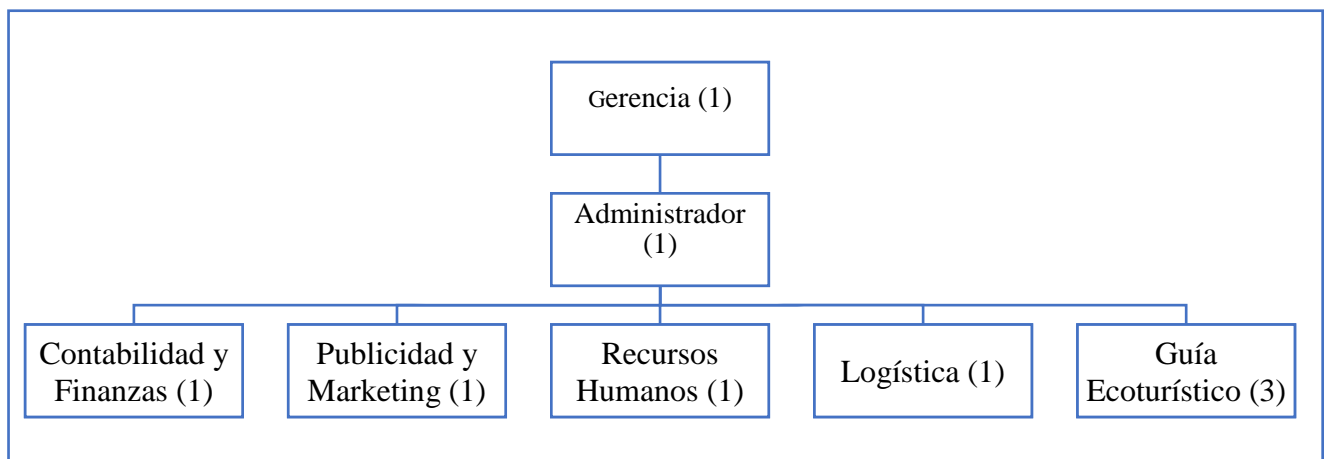 Gerencia (1)
Administrador
(1)
Contabilidad y
Finanzas (1)
Publicidad y
Marketing (1)
Recursos
Humanos (1)
Logística (1)
Guía
Ecoturístico (3)